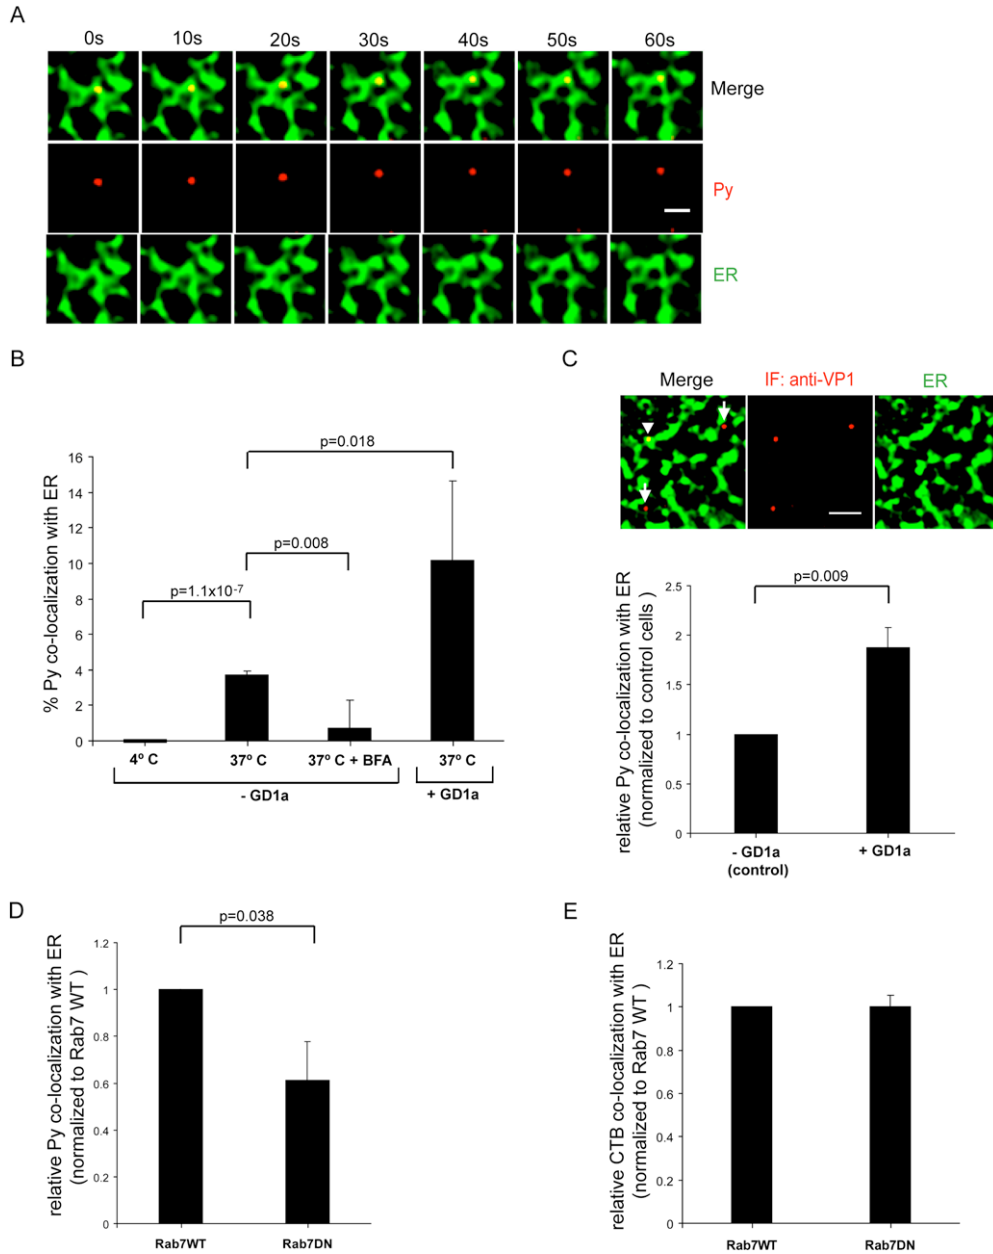 A
0s 10s 20s 30s 40s 50s 60s
Merge
Py
ER
B
% Py co-localization with ER
16
14
12
10
8
6
4
2
0
p=0.018
p=0.008
p=1.1x10-7
4º C 37º C 37º C + BFA 37º C
- GD1a + GD1a
C
Merge IF: anti-VP1 ER
relative Py co-localization with ER
(normalized to control cells )
2.5
2
1.5
1
0.5
0
p=0.009
- GD1a
(control)
+ GD1a
D
relative Py co-localization with ER
(normalized to Rab7 WT )
1.2
1
0.8
0.6
0.4
0.2
0
p=0.038
Rab7WT Rab7DN
E
relative CTB co-localization with ER
(normalized to Rab7 WT )
1.2
1
0.8
0.6
0.4
0.2
0
Rab7WT Rab7DN